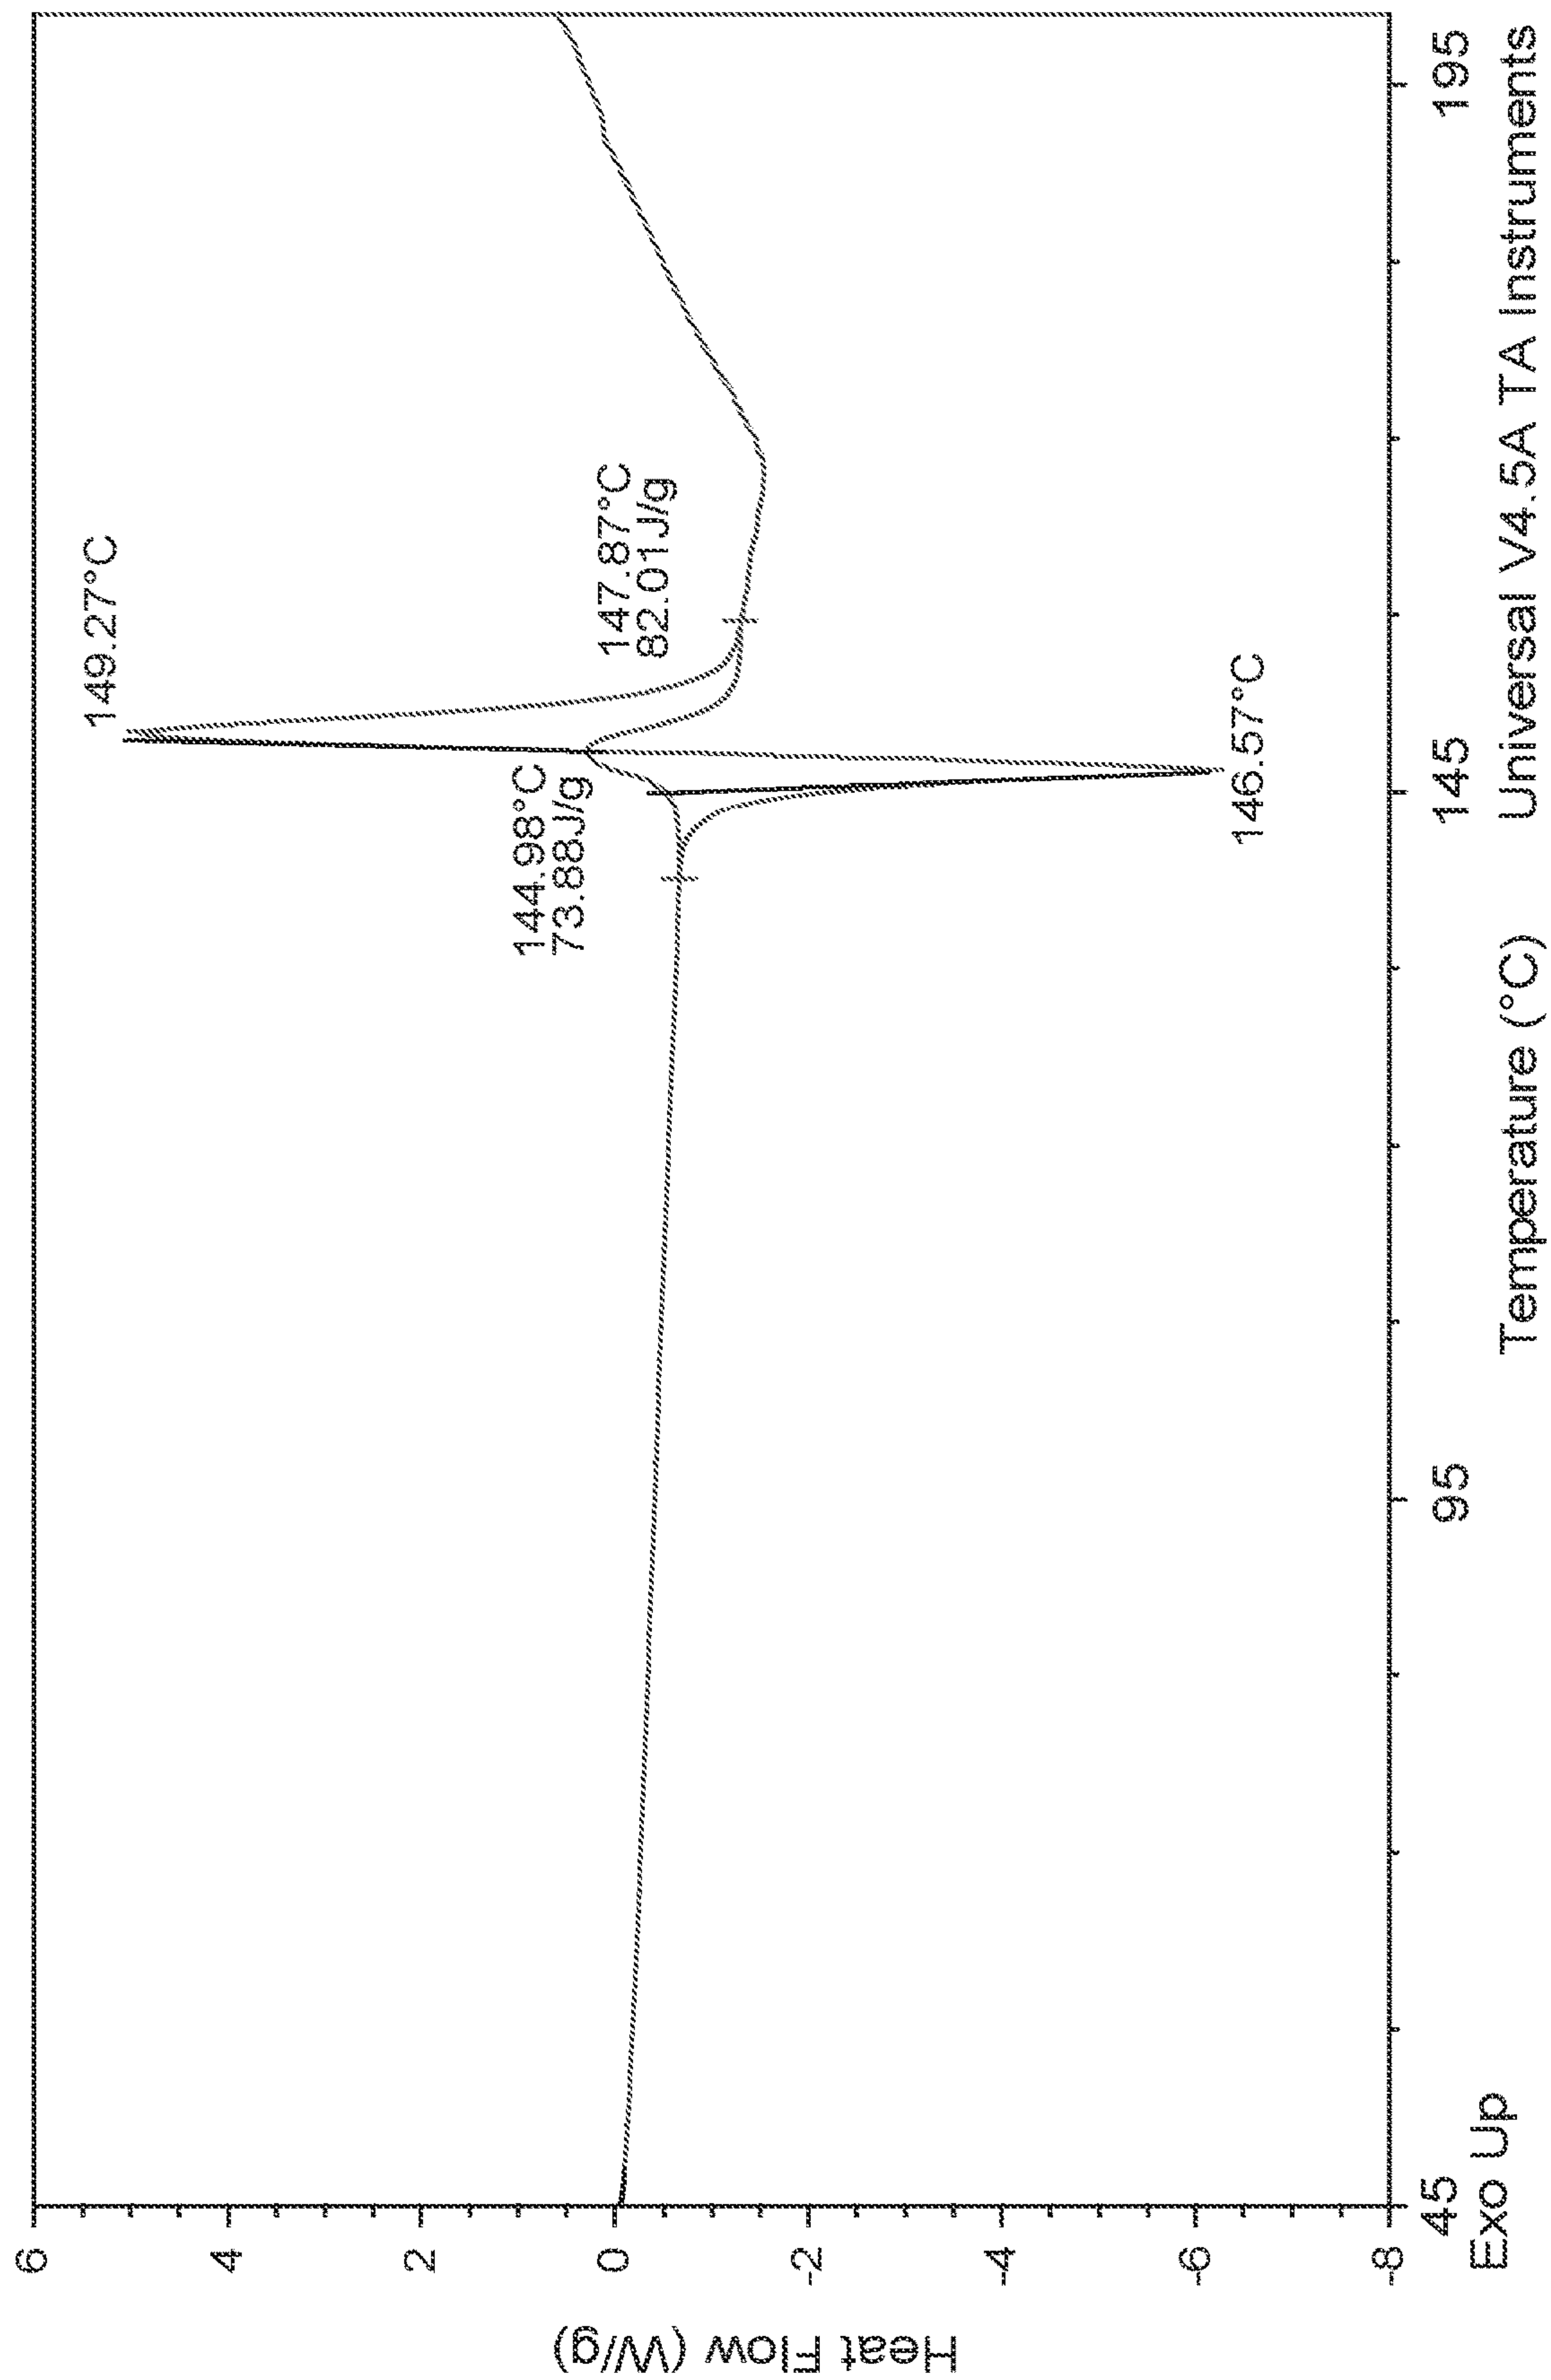 149.27°C
144.98°C
73.88J/g
147.87°C
82.01J/g
146.57°C
Heat Flow (W/g)
6
4
2
0
-2
-4
-6
-8
45
95
145
195
Exo Up
Temperature (°C)
Universal V4.5A TA Instruments